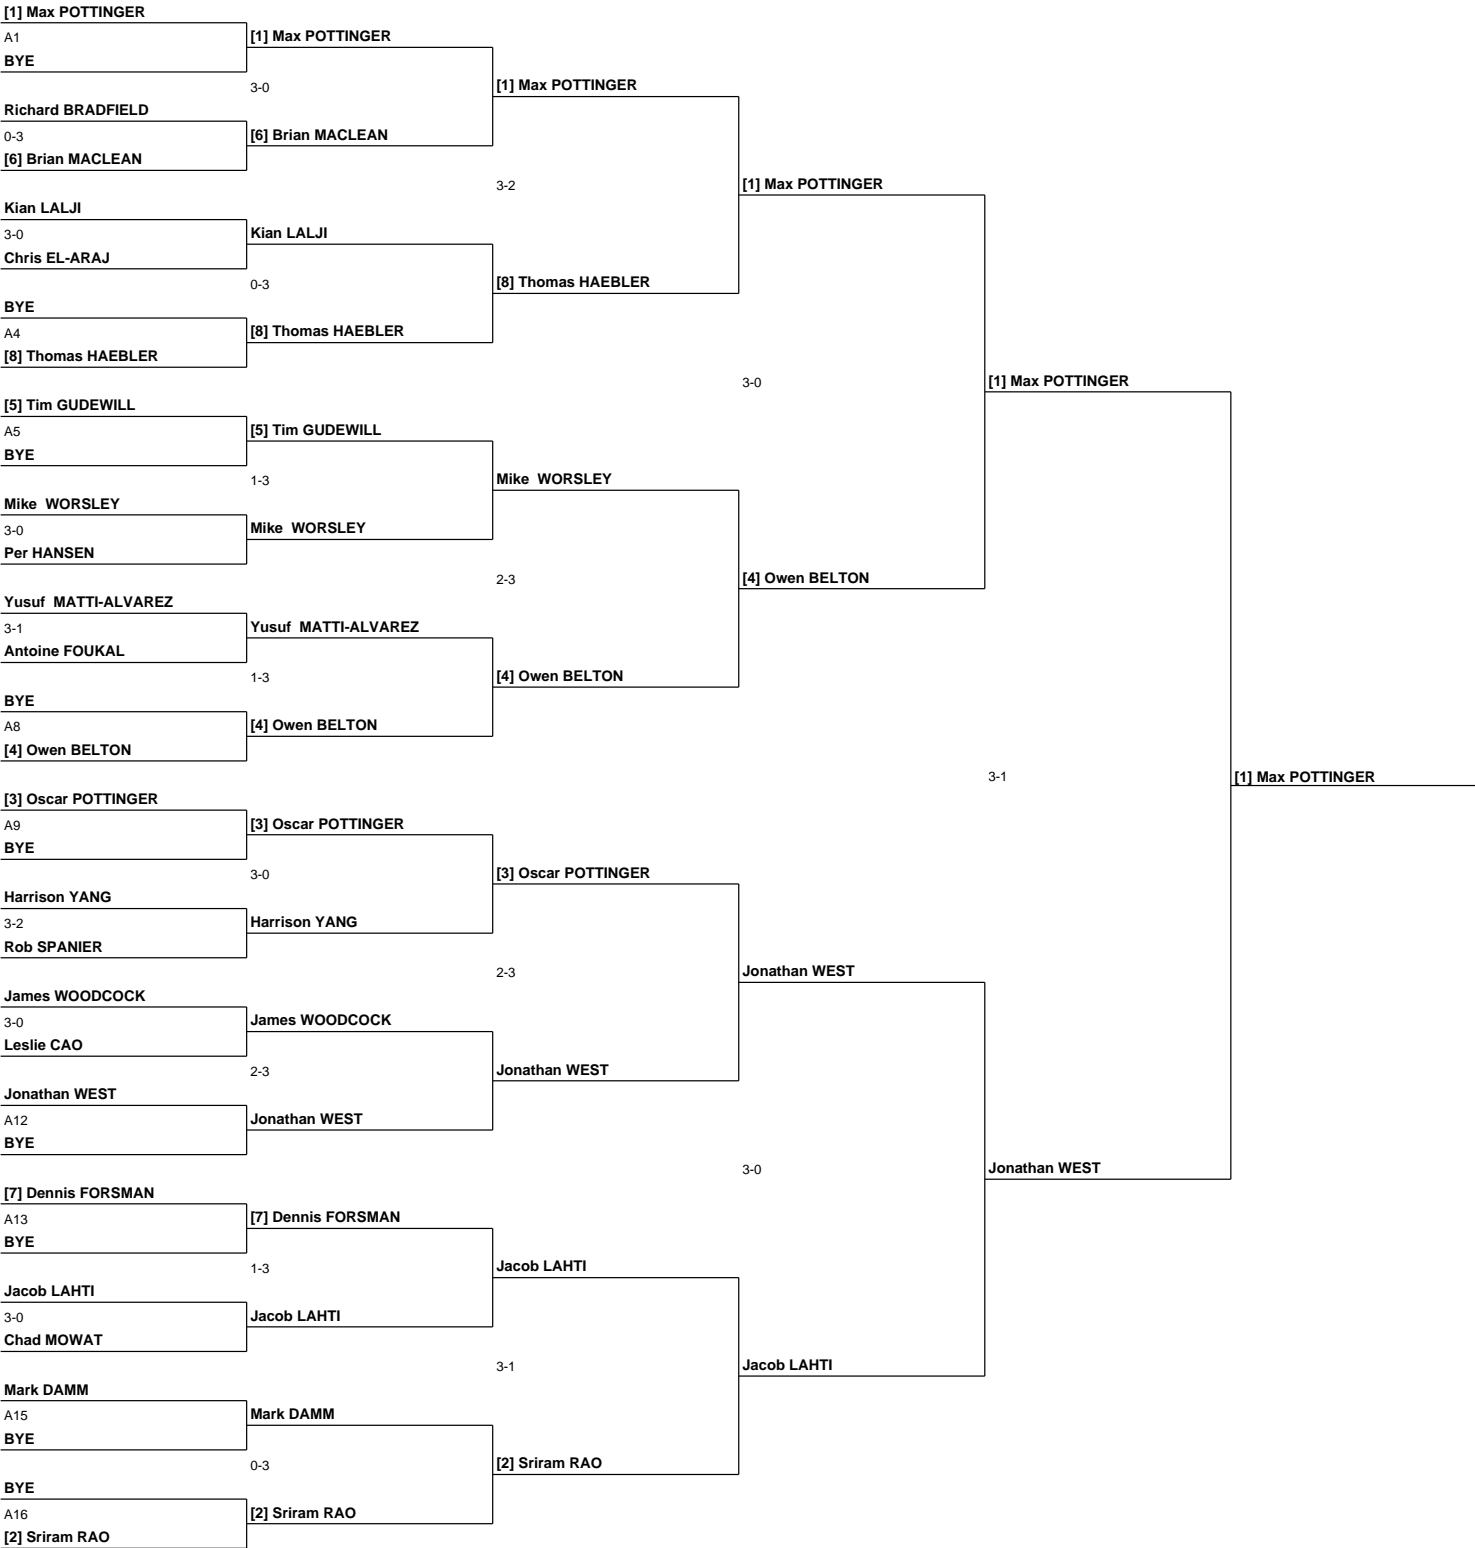 [1] Max POTTINGER
A1
BYE
Richard BRADFIELD
0-3
[6] Brian MACLEAN
Kian LALJI
3-0
Chris EL-ARAJ
BYE
A4
[8] Thomas HAEBLER
[5] Tim GUDEWILL
A5
BYE
Mike  WORSLEY
3-0
Per HANSEN
Yusuf  MATTI-ALVAREZ
3-1
Antoine FOUKAL
BYE
A8
[4] Owen BELTON
[3] Oscar POTTINGER
A9
BYE
Harrison YANG
3-2
Rob SPANIER
James WOODCOCK
3-0
Leslie CAO
Jonathan WEST
A12
BYE
[7] Dennis FORSMAN
A13
BYE
Jacob LAHTI
3-0
Chad MOWAT
Mark DAMM
A15
BYE
BYE
A16
[2] Sriram RAO
[1] Max POTTINGER
3-0
[6] Brian MACLEAN
Kian LALJI
0-3
[8] Thomas HAEBLER
[5] Tim GUDEWILL
1-3
Mike  WORSLEY
Yusuf  MATTI-ALVAREZ
1-3
[4] Owen BELTON
[3] Oscar POTTINGER
3-0
Harrison YANG
James WOODCOCK
2-3
Jonathan WEST
[7] Dennis FORSMAN
1-3
Jacob LAHTI
Mark DAMM
0-3
[2] Sriram RAO
[1] Max POTTINGER
3-2
[8] Thomas HAEBLER
Mike  WORSLEY
2-3
[4] Owen BELTON
[3] Oscar POTTINGER
2-3
Jonathan WEST
Jacob LAHTI
3-1
[2] Sriram RAO
[1] Max POTTINGER
3-0
[4] Owen BELTON
Jonathan WEST
3-0
Jacob LAHTI
[1] Max POTTINGER
3-1
Jonathan WEST
[1] Max POTTINGER